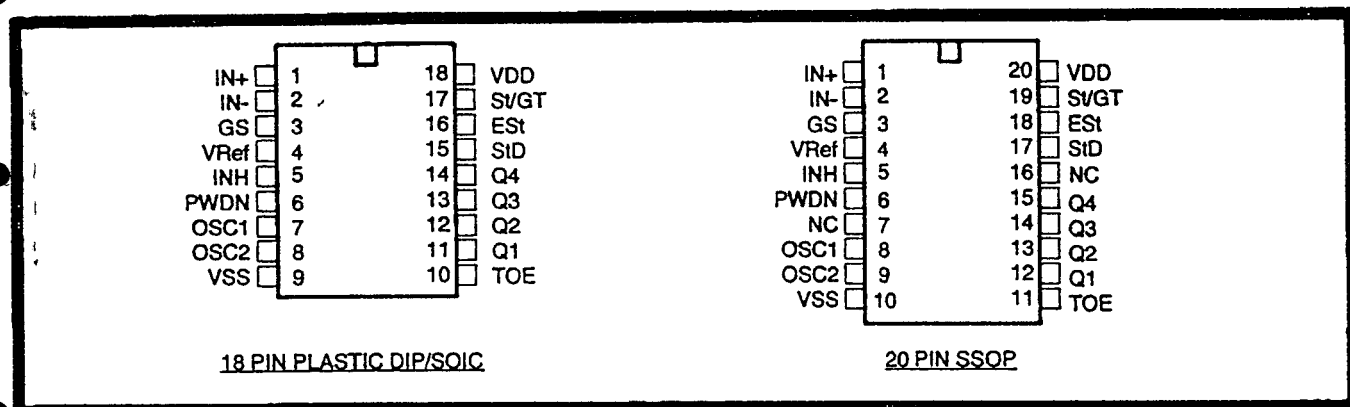 IN+ 1 18 VDD
IN- 2 17 St/GT
GS 3 16 ESt
VRef 4 15 StD
INH 5 14 Q4
PWDN 6 13 Q3
OSC1 7 12 Q2
OSC2 8 11 Q1
VSS 9 10 TOE
18 PIN PLASTIC DIP/SOIC
IN+ 1 20 VDD
IN- 2 19 St/GT
GS 3 18 ESt
VRef 4 17 StD
INH 5 16 NC
PWDN 6 15 Q4
NC 7 14 Q3
OSC1 8 13 Q2
OSC2 9 12 Q1
VSS 10 11 TOE
20 PIN SSOP